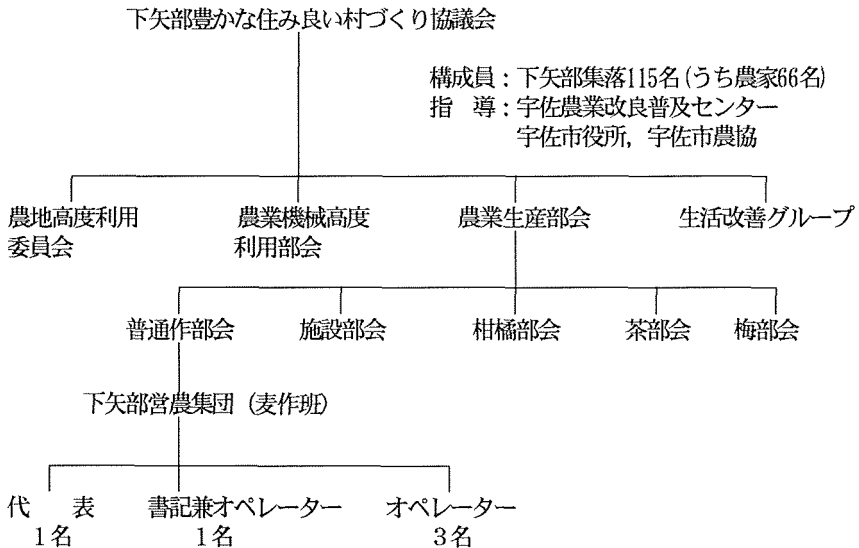 下矢部豊かな住み良い村づくり協議会
構成員：下矢部集落115名（うち農家66名）
指　導：宇佐農業改良普及センター
宇佐市役所，宇佐市農協
農地高度利用
委員会
農業機械高度
利用部会
農業生産部会
生活改善グループ
普通作部会
施設部会
柑橘部会
茶部会
梅部会
下矢部営農集団（麦作班）
代　　表
1名
書記兼オペレーター
1名
オペレーター
3名